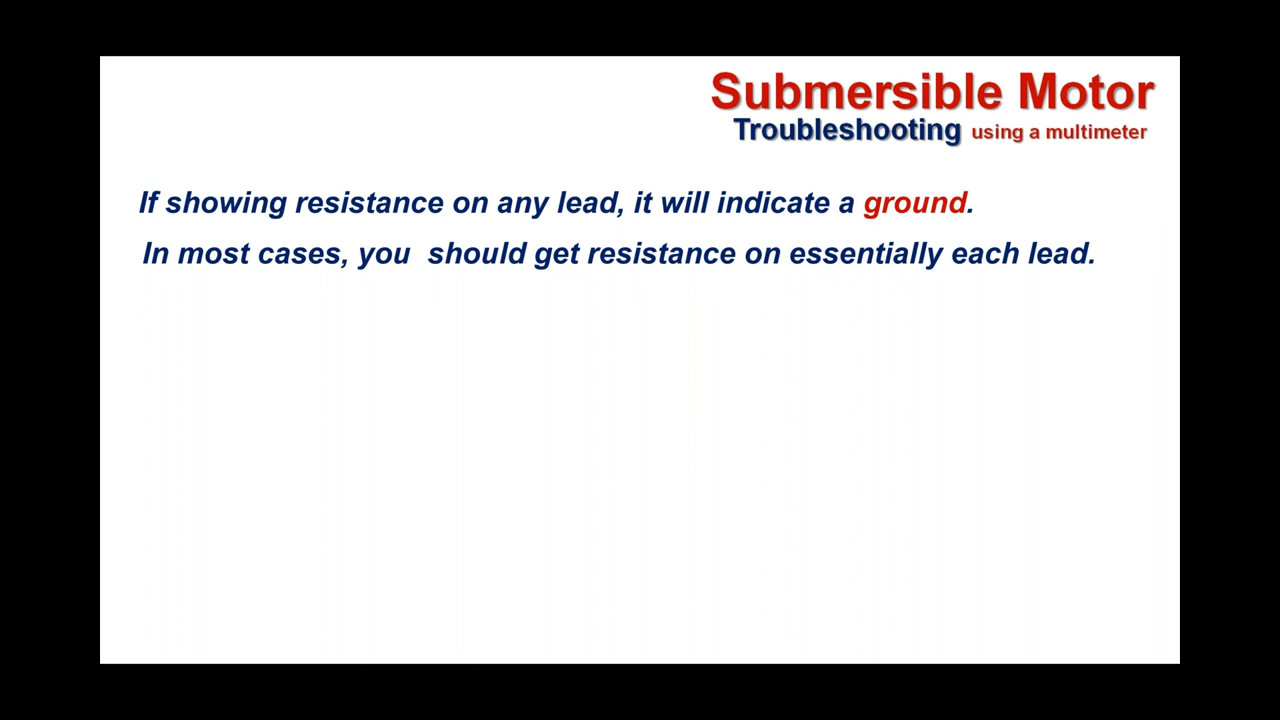 Submersible Motor
Troubleshooting using a multimeter
If showing resistance on any lead, it will indicate a ground.
In most cases, you should get resistance on essentially each lead.